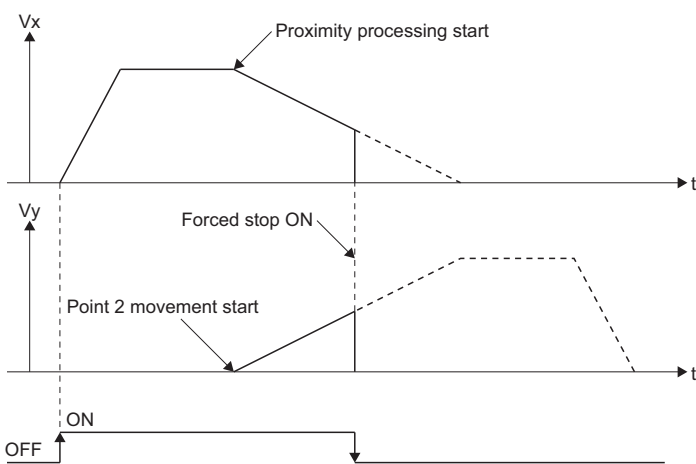 Vx
Proximity processing start
t
Vy
Forced stop ON
Point 2 movement start
t
ON
OFF